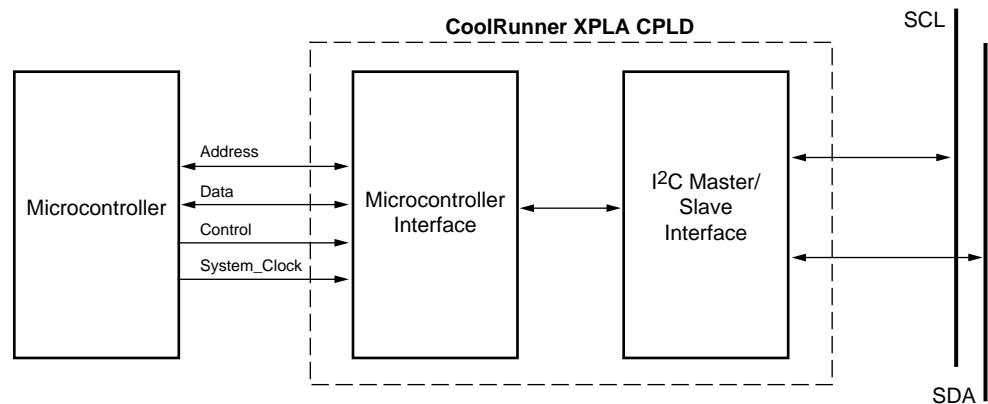 CoolRunner XPLA CPLD
SCL
Microcontroller
Address
Data
Control
System_Clock
Microcontroller
Interface
I²C Master/
Slave
Interface
SDA